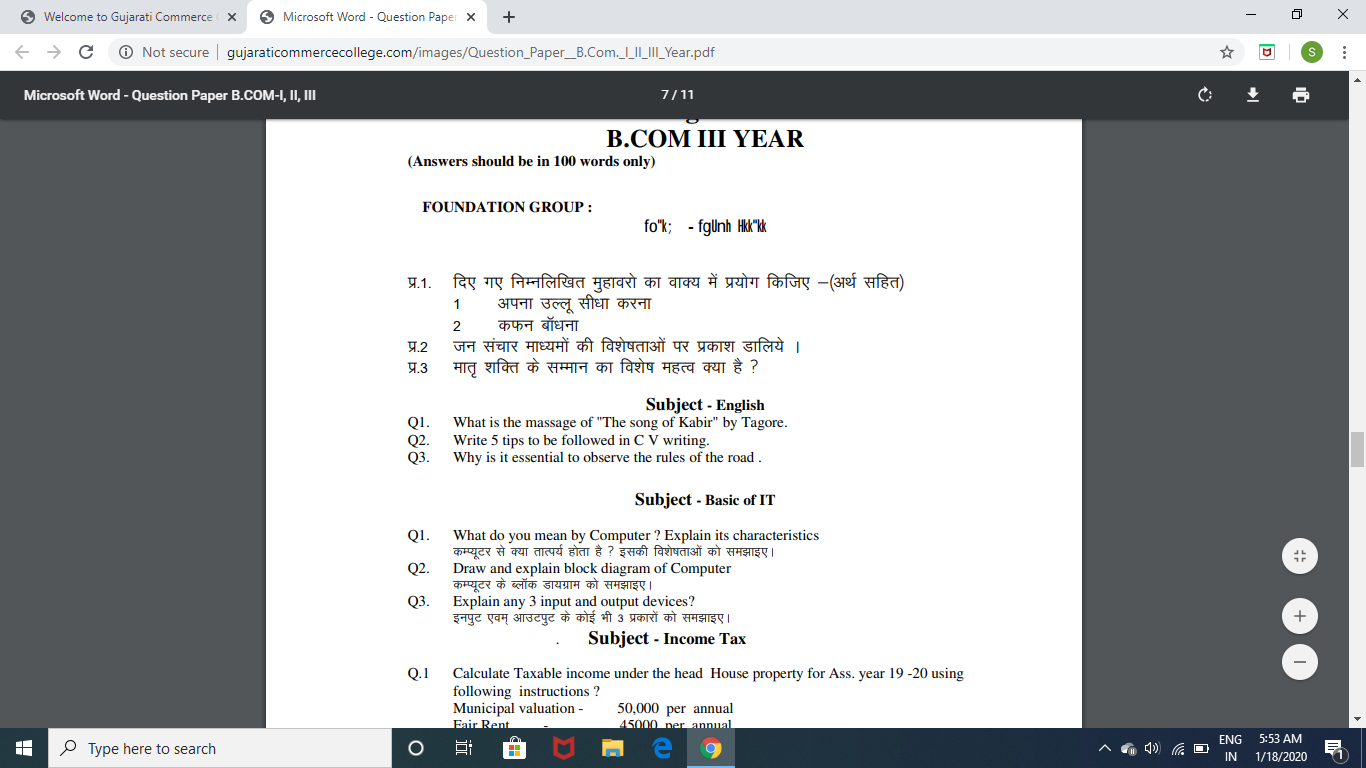 Welcome to Gujarati Commerce
Microsoft Word - Question Paper
Not secure | gujaraticommercecollege.com/images/Question_Paper__B.Com._I_II_III_Year.pdf
S
Microsoft Word - Question Paper B.COM-I, II, III
7 / 11
B.COM III YEAR
(Answers should be in 100 words only)
FOUNDATION GROUP :
fo"k; - fgUnh Hkk"kk
प्र.1. दिए गए निम्नलिखित मुहावरो का वाक्य में प्रयोग किजिए –(अर्थ सहित)
1 अपना उल्लू सीधा करना
2 कफन बॉधना
प्र.2 जन संचार माध्यमों की विशेषताओं पर प्रकाश डालिये ।
प्र.3 मातृ शक्ति के सम्मान का विशेष महत्व क्या है ?
Subject - English
Q1. What is the massage of "The song of Kabir" by Tagore.
Q2. Write 5 tips to be followed in C V writing.
Q3. Why is it essential to observe the rules of the road .
Subject - Basic of IT
Q1. What do you mean by Computer ? Explain its characteristics
कम्प्यूटर से क्या तात्पर्य होता है ? इसकी विशेषताओं को समझाइए।
Q2. Draw and explain block diagram of Computer
कम्प्यूटर के ब्लॉक डायग्राम को समझाइए।
Q3. Explain any 3 input and output devices?
इनपुट एवम् आउटपुट के कोई भी 3 प्रकारों को समझाइए।
. Subject - Income Tax
Q.1 Calculate Taxable income under the head House property for Ass. year 19 -20 using
following instructions ?
Municipal valuation - 50,000 per annual
Fair Rent - 45000 per annual
Type here to search
ENG
IN
5:53 AM
1/18/2020
1